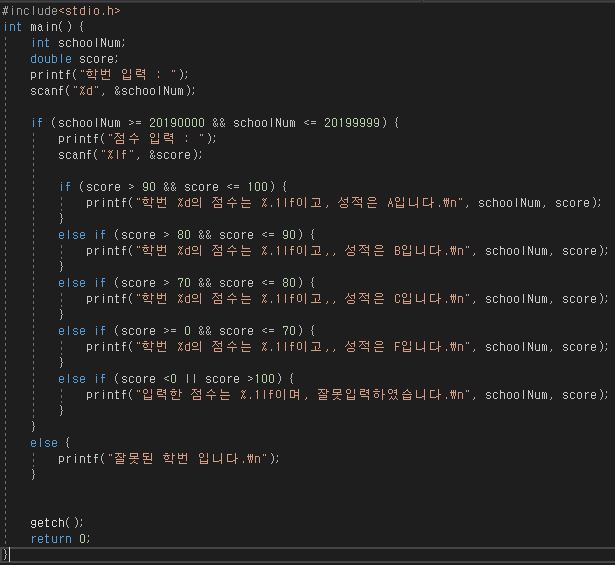 #include<stdio.h>
int main() {
int schoolNum;
double score;
printf("학번 입력 : ");
scanf("%d", &schoolNum);
if (schoolNum >= 20190000 && schoolNum <= 20199999) {
printf("점수 입력 : ");
scanf("%lf", &score);
if (score > 90 && score <= 100) {
printf("학번 %d의 점수는 %.1lf이고, 성적은 A입니다.₩n", schoolNum, score);
}
else if (score > 80 && score <= 90) {
printf("학번 %d의 점수는 %.1lf이고,, 성적은 B입니다.₩n", schoolNum, score);
}
else if (score > 70 && score <= 80) {
printf("학번 %d의 점수는 %.1lf이고,, 성적은 C입니다.₩n", schoolNum, score);
}
else if (score >= 0 && score <= 70) {
printf("학번 %d의 점수는 %.1lf이고,, 성적은 F입니다.₩n", schoolNum, score);
}
else if (score <0 || score >100) {
printf("입력한 점수는 %.1lf이며, 잘못입력하였습니다.₩n", schoolNum, score);
}
}
else {
printf("잘못된 학번 입니다.₩n");
}
getch();
return 0;
}